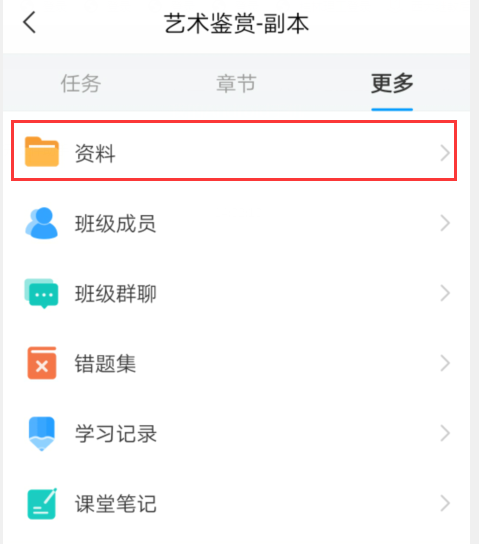 艺术鉴赏-副本
任务 章节 更多
资料
班级成员
班级群聊
错题集
学习记录
课堂笔记